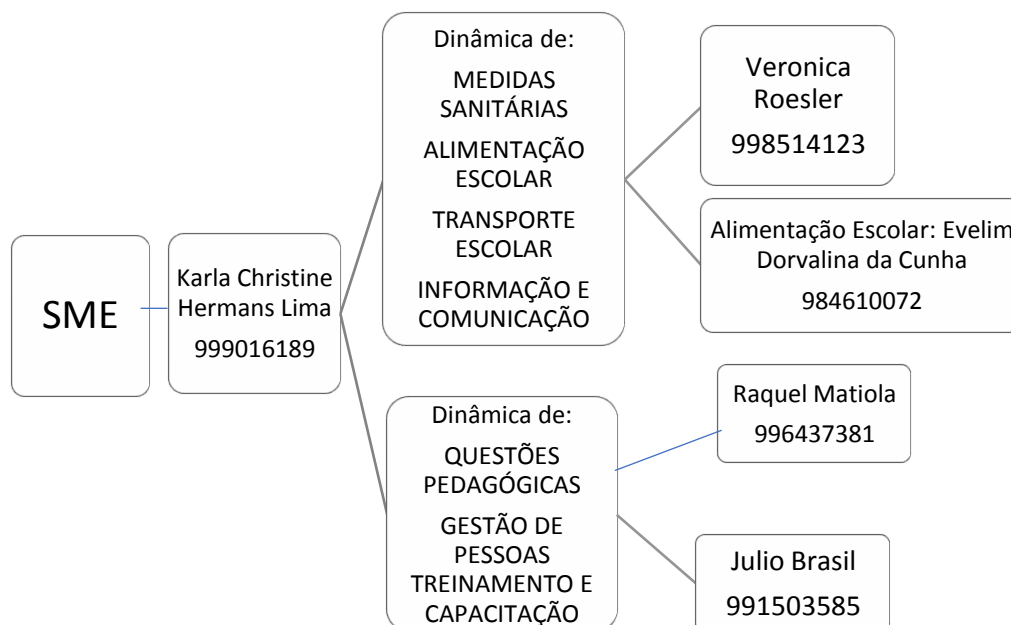 SME
Karla Christine
Hermans Lima
999016189
Dinâmica de:
MEDIDAS
SANITÁRIAS
ALIMENTAÇÃO
ESCOLAR
TRANSPORTE
ESCOLAR
INFORMAÇÃO E
COMUNICAÇÃO
Veronica
Roesler
998514123
Alimentação Escolar: Evelim
Dorvalina da Cunha
984610072
Dinâmica de:
QUESTÕES
PEDAGÓGICAS
GESTÃO DE
PESSOAS
TREINAMENTO E
CAPACITAÇÃO
Raquel Matiola
996437381
Julio Brasil
991503585